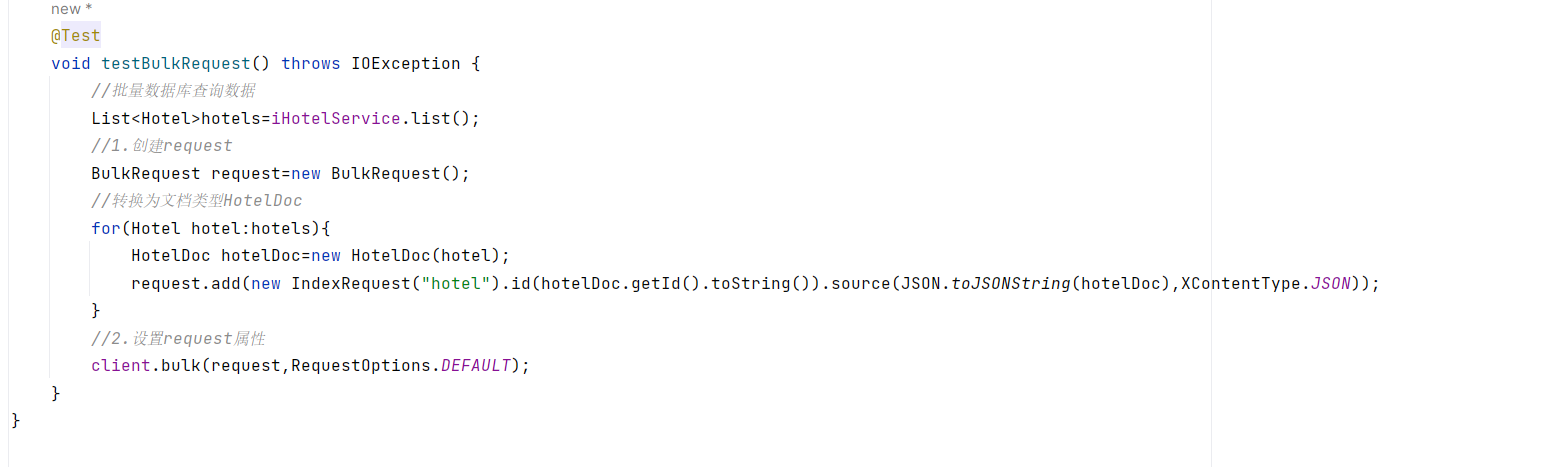 new *
@Test
void testBulkRequest() throws IOException {
//批量数据库查询数据
List<Hotel>hotels=iHotelService.list();
//1.创建request
BulkRequest request=new BulkRequest();
//转换为文档类型HotelDoc
for(Hotel hotel:hotels){
HotelDoc hotelDoc=new HotelDoc(hotel);
request.add(new IndexRequest("hotel").id(hotelDoc.getId().toString()).source(JSON.toJSONString(hotelDoc),XContentType.JSON));
}
//2.设置request属性
client.bulk(request,RequestOptions.DEFAULT);
}
}